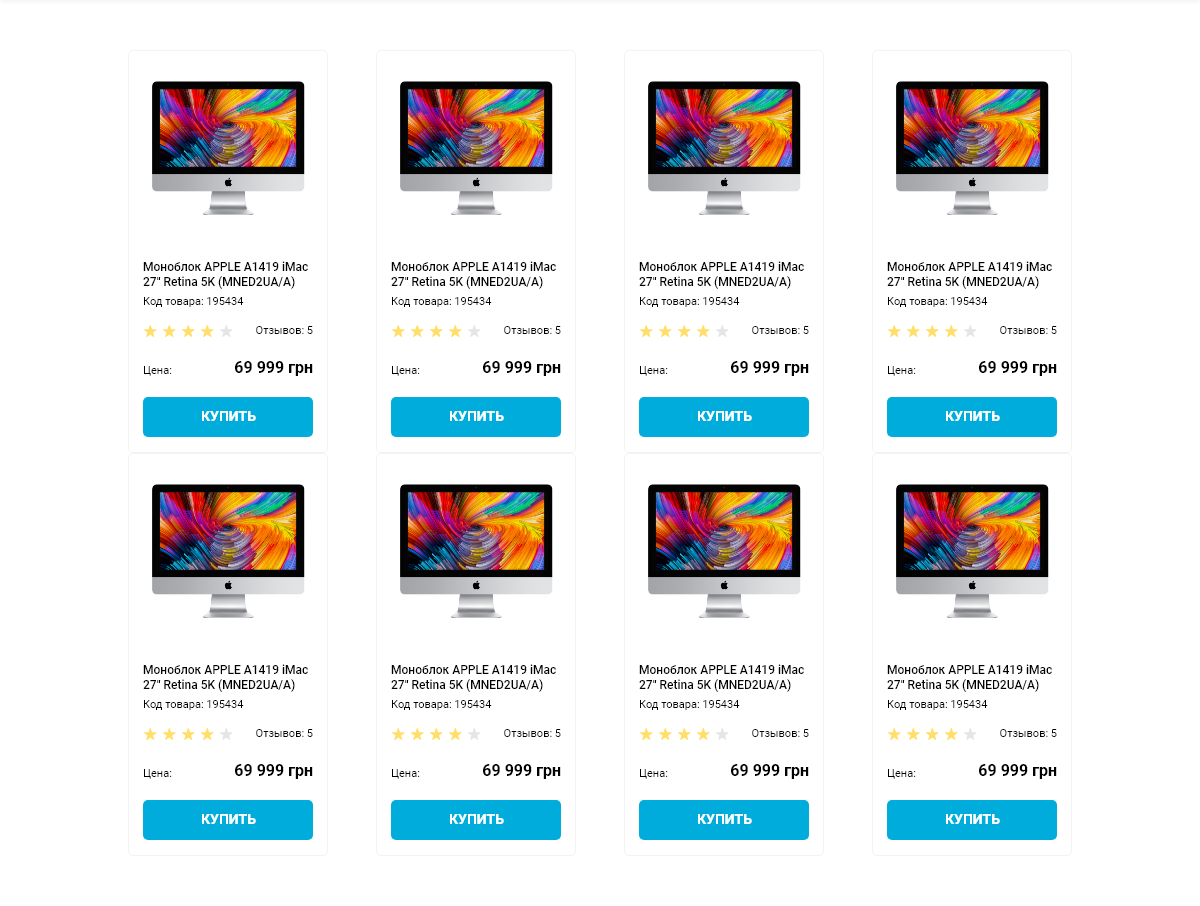 Моноблок APPLE A1419 iMac
27" Retina 5K (MNED2UA/A)
Код товара: 195434
Отзывов: 5
Цена: 69 999 грн
КУПИТЬ
Моноблок APPLE A1419 iMac
27" Retina 5K (MNED2UA/A)
Код товара: 195434
Отзывов: 5
Цена: 69 999 грн
КУПИТЬ
Моноблок APPLE A1419 iMac
27" Retina 5K (MNED2UA/A)
Код товара: 195434
Отзывов: 5
Цена: 69 999 грн
КУПИТЬ
Моноблок APPLE A1419 iMac
27" Retina 5K (MNED2UA/A)
Код товара: 195434
Отзывов: 5
Цена: 69 999 грн
КУПИТЬ
Моноблок APPLE A1419 iMac
27" Retina 5K (MNED2UA/A)
Код товара: 195434
Отзывов: 5
Цена: 69 999 грн
КУПИТЬ
Моноблок APPLE A1419 iMac
27" Retina 5K (MNED2UA/A)
Код товара: 195434
Отзывов: 5
Цена: 69 999 грн
КУПИТЬ
Моноблок APPLE A1419 iMac
27" Retina 5K (MNED2UA/A)
Код товара: 195434
Отзывов: 5
Цена: 69 999 грн
КУПИТЬ
Моноблок APPLE A1419 iMac
27" Retina 5K (MNED2UA/A)
Код товара: 195434
Отзывов: 5
Цена: 69 999 грн
КУПИТЬ